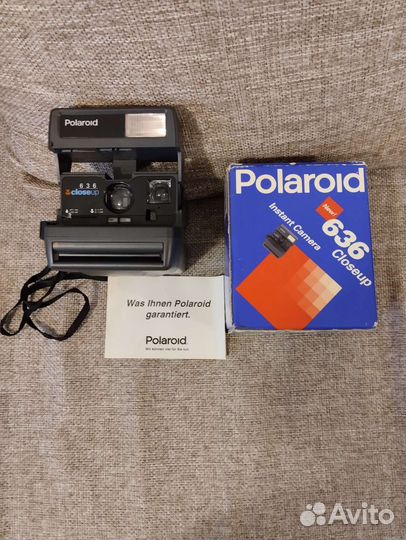 Polaroid
636
closeup
Polaroid
New!
Instant Camera
636
Closeup
Was Ihnen Polaroid
garantiert.
Polaroid
Avito